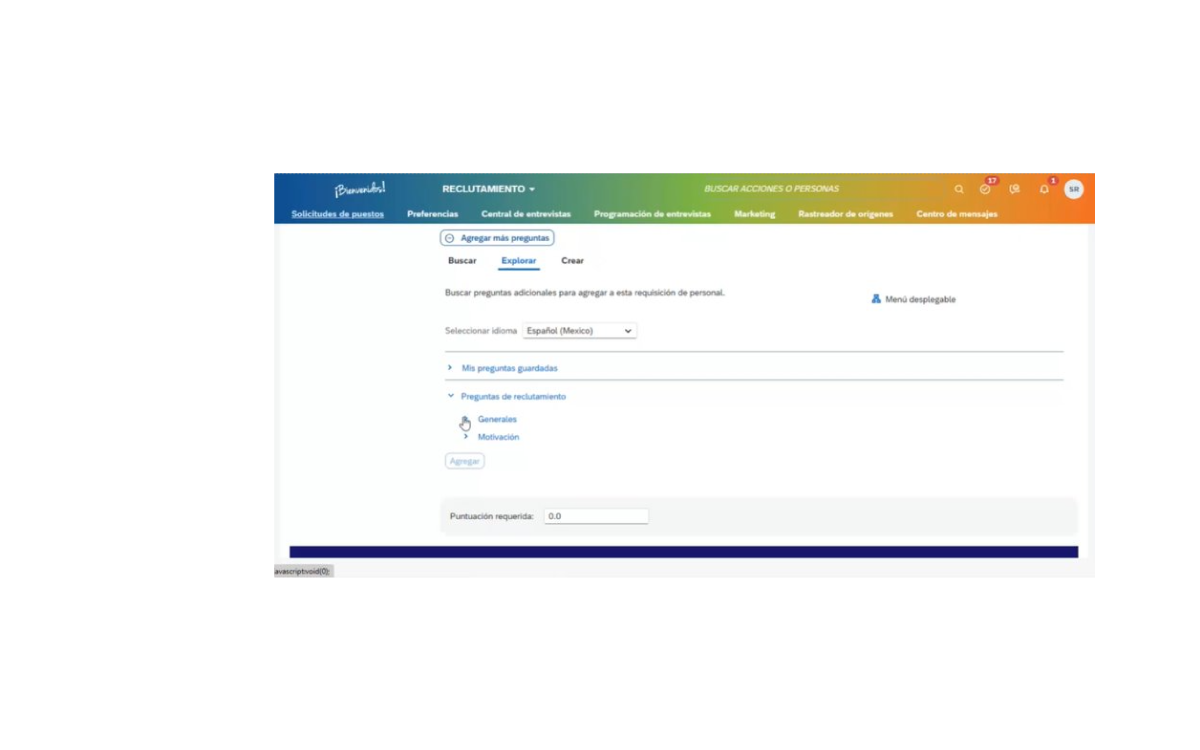 ¡Bienvenidos!
RECLUTAMIENTO
BUSCAR ACCIONES O PERSONAS
17
1
SR
Solicitudes de puestos
Preferencias
Central de entrevistas
Programación de entrevistas
Marketing
Rastreador de orígenes
Centro de mensajes
Agregar más preguntas
Buscar
Explorar
Crear
Buscar preguntas adicionales para agregar a esta requisición de personal.
Menú desplegable
Seleccionar idioma
Español (Mexico)
Mis preguntas guardadas
Preguntas de reclutamiento
Generales
Motivación
Agregar
Puntuación requerida:
0.0
avascript:void(0);